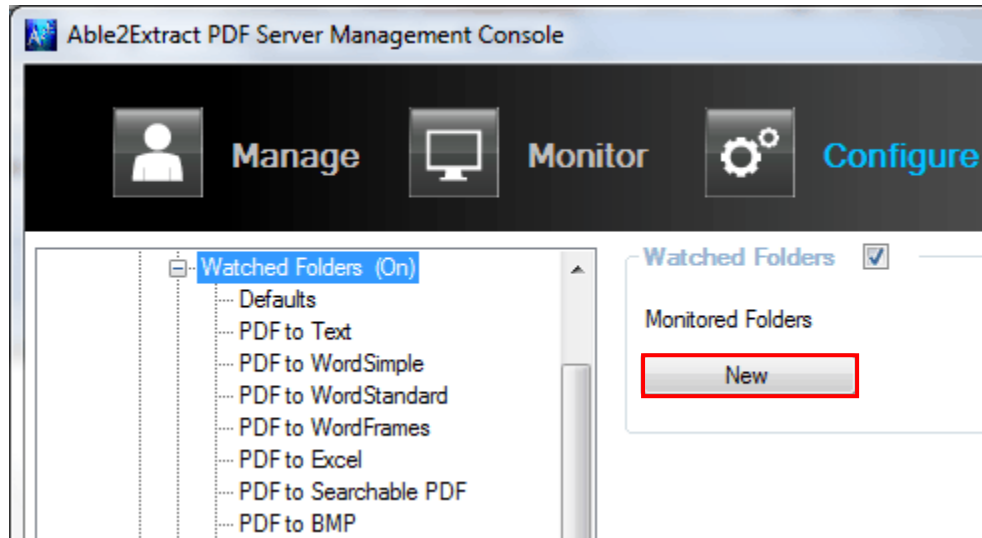 Able2Extract PDF Server Management Console
Manage Monitor Configure
Watched Folders (On)
Defaults
PDF to Text
PDF to WordSimple
PDF to WordStandard
PDF to WordFrames
PDF to Excel
PDF to Searchable PDF
PDF to BMP
Watched Folders
Monitored Folders
New